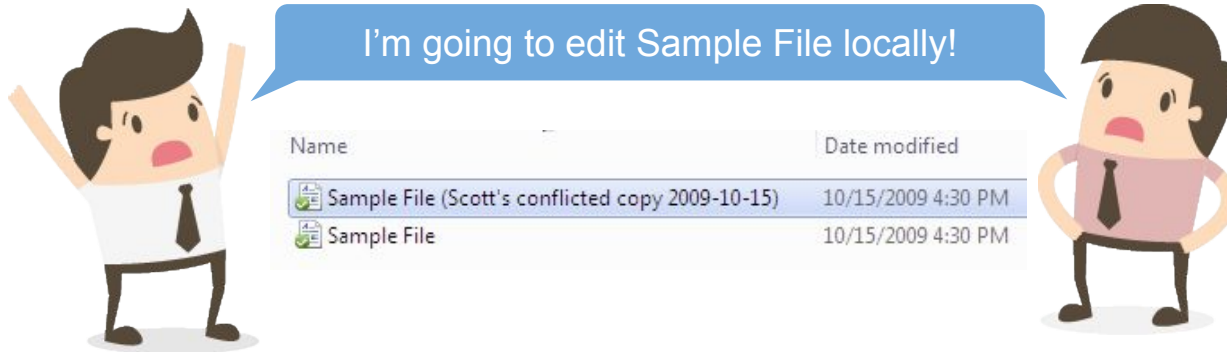 I’m going to edit Sample File locally!
Name Date modified
Sample File (Scott's conflicted copy 2009-10-15) 10/15/2009 4:30 PM
Sample File 10/15/2009 4:30 PM